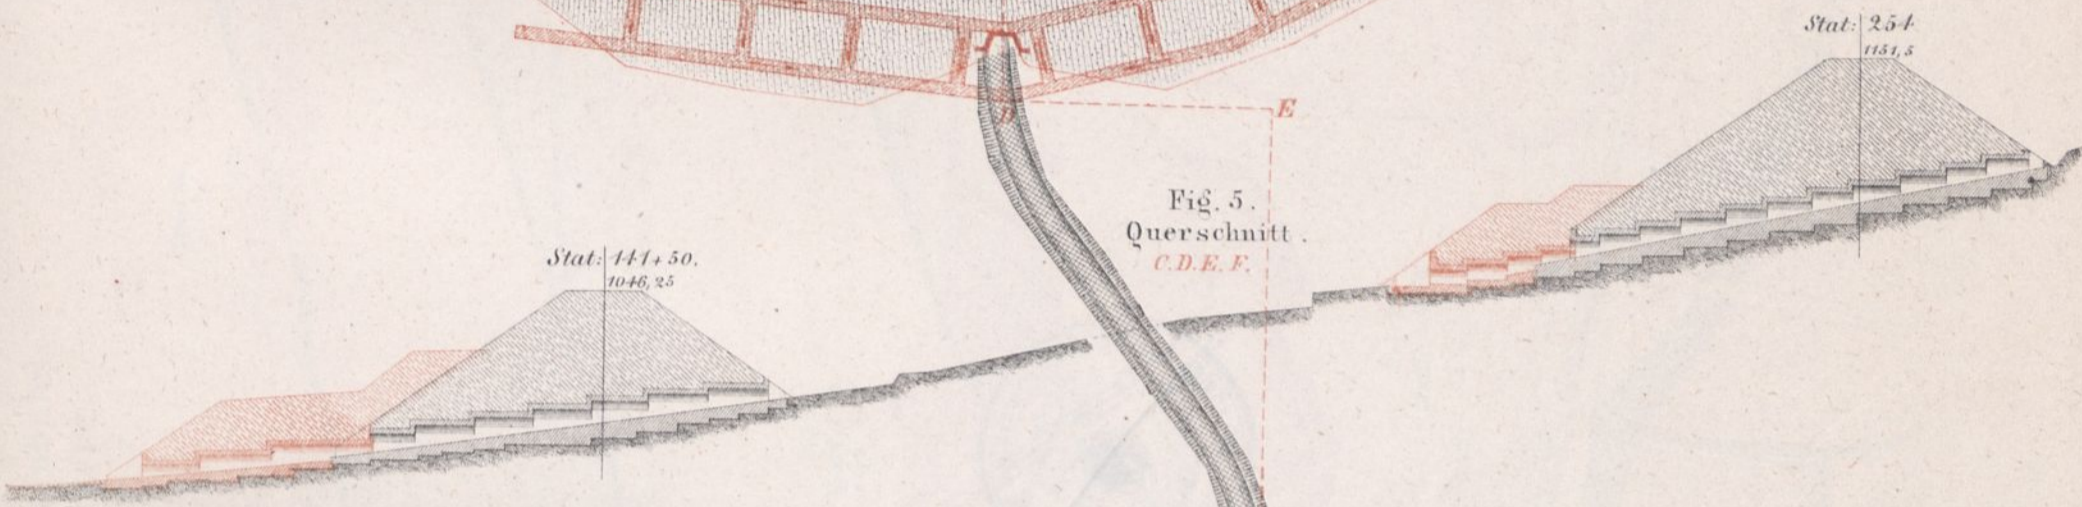 Stat: 254
1151,5
E
D
Fig. 5.
Querschnitt.
C.D.E.F.
Stat: 141+50.
1046,25